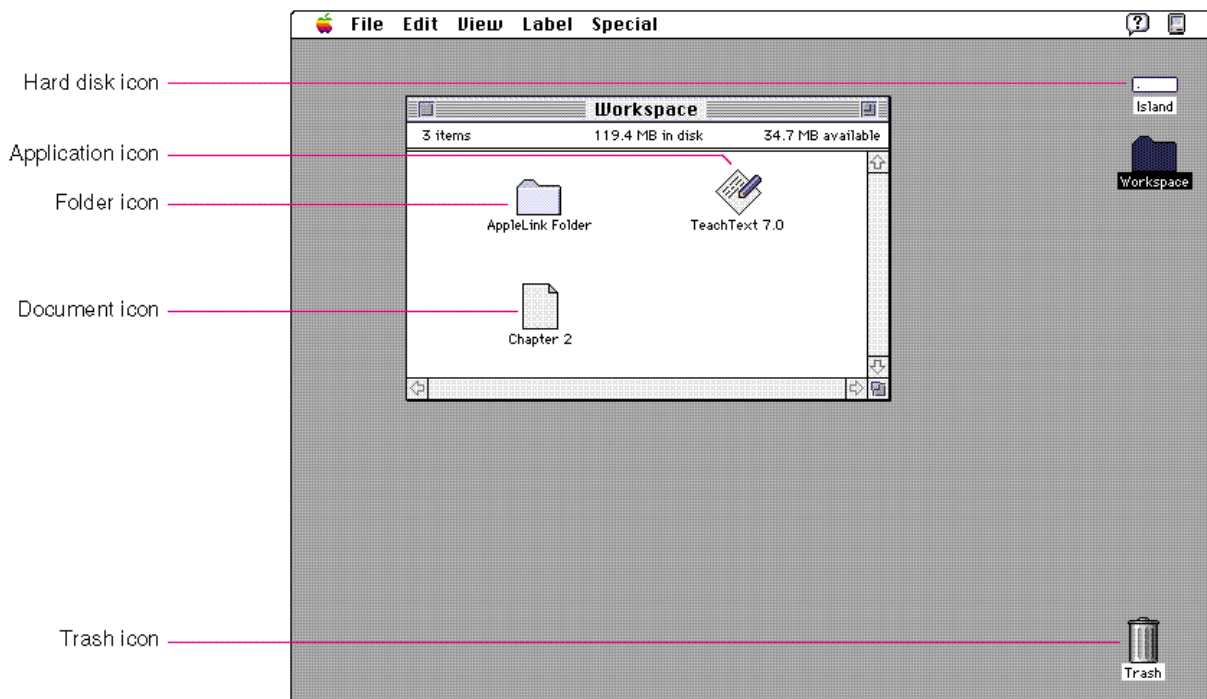 File Edit View Label Special
Hard disk icon
Island
Workspace
3 items 119.4 MB in disk 34.7 MB available
Application icon
Workspace
Folder icon
AppleLink Folder TeachText 7.0
Document icon
Chapter 2
Trash icon
Trash